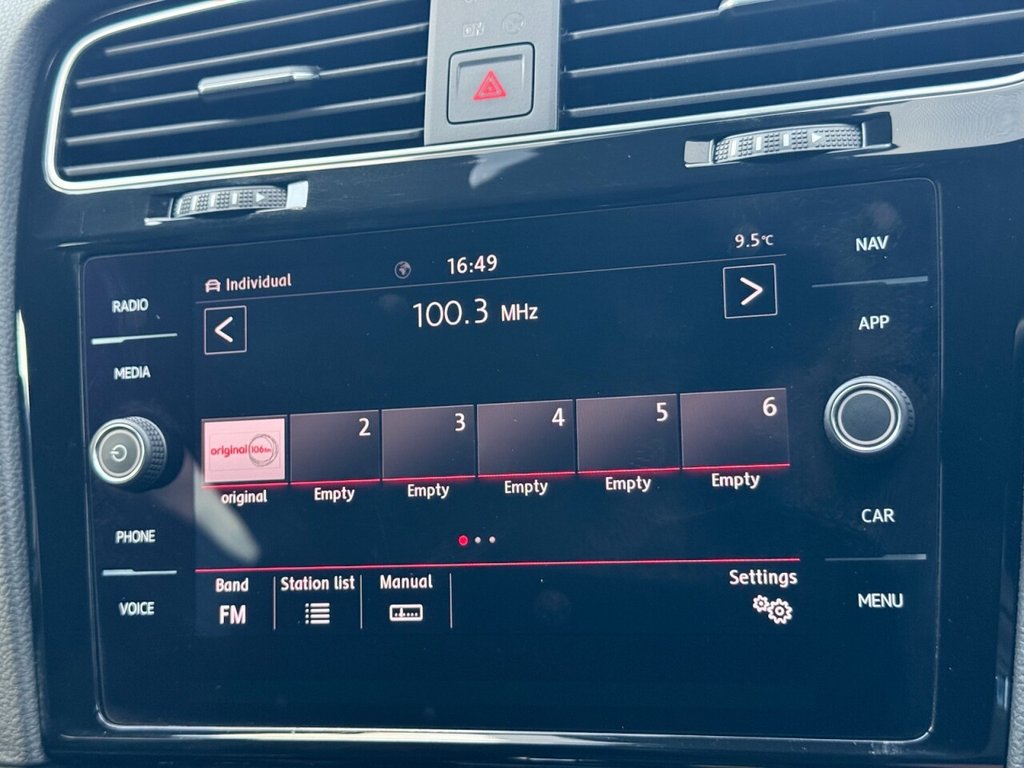 Individual
16:49
9.5°C
100.3 MHz
RADIO
MEDIA
PHONE
VOICE
NAV
APP
CAR
MENU
original 106fm
2
3
4
5
6
original
Empty
Empty
Empty
Empty
Empty
Band
FM
Station list
Manual
Settings